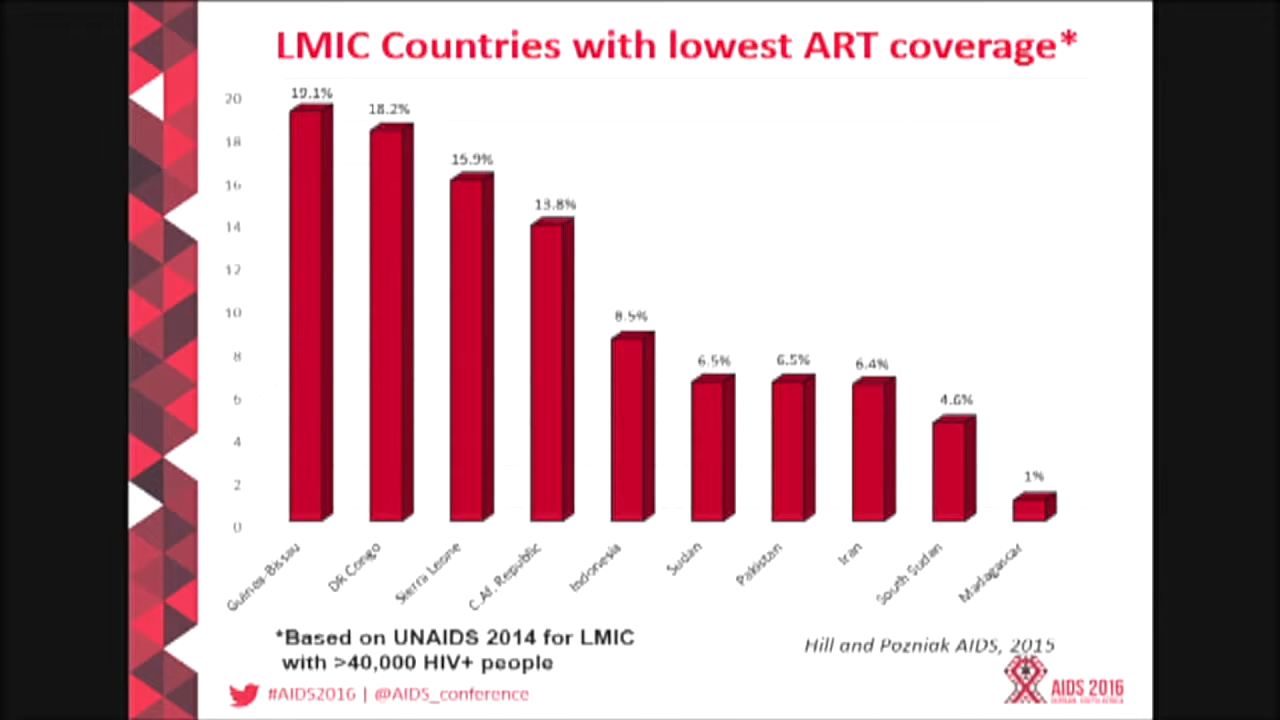 LMIC Countries with lowest ART coverage*
20
18
16
14
12
10
8
6
4
2
0
19.1%
18.2%
15.9%
13.8%
8.5%
6.5%
6.5%
6.4%
4.6%
1%
Guinea-Bissau
DR Congo
Sierra Leone
C.Af. Republic
Indonesia
Sudan
Pakistan
Iran
South Sudan
Madagascar
*Based on UNAIDS 2014 for LMIC
with >40,000 HIV+ people
Hill and Pozniak AIDS, 2015
#AIDS2016 | @AIDS_conference
AIDS 2016
DURBAN, SOUTH AFRICA